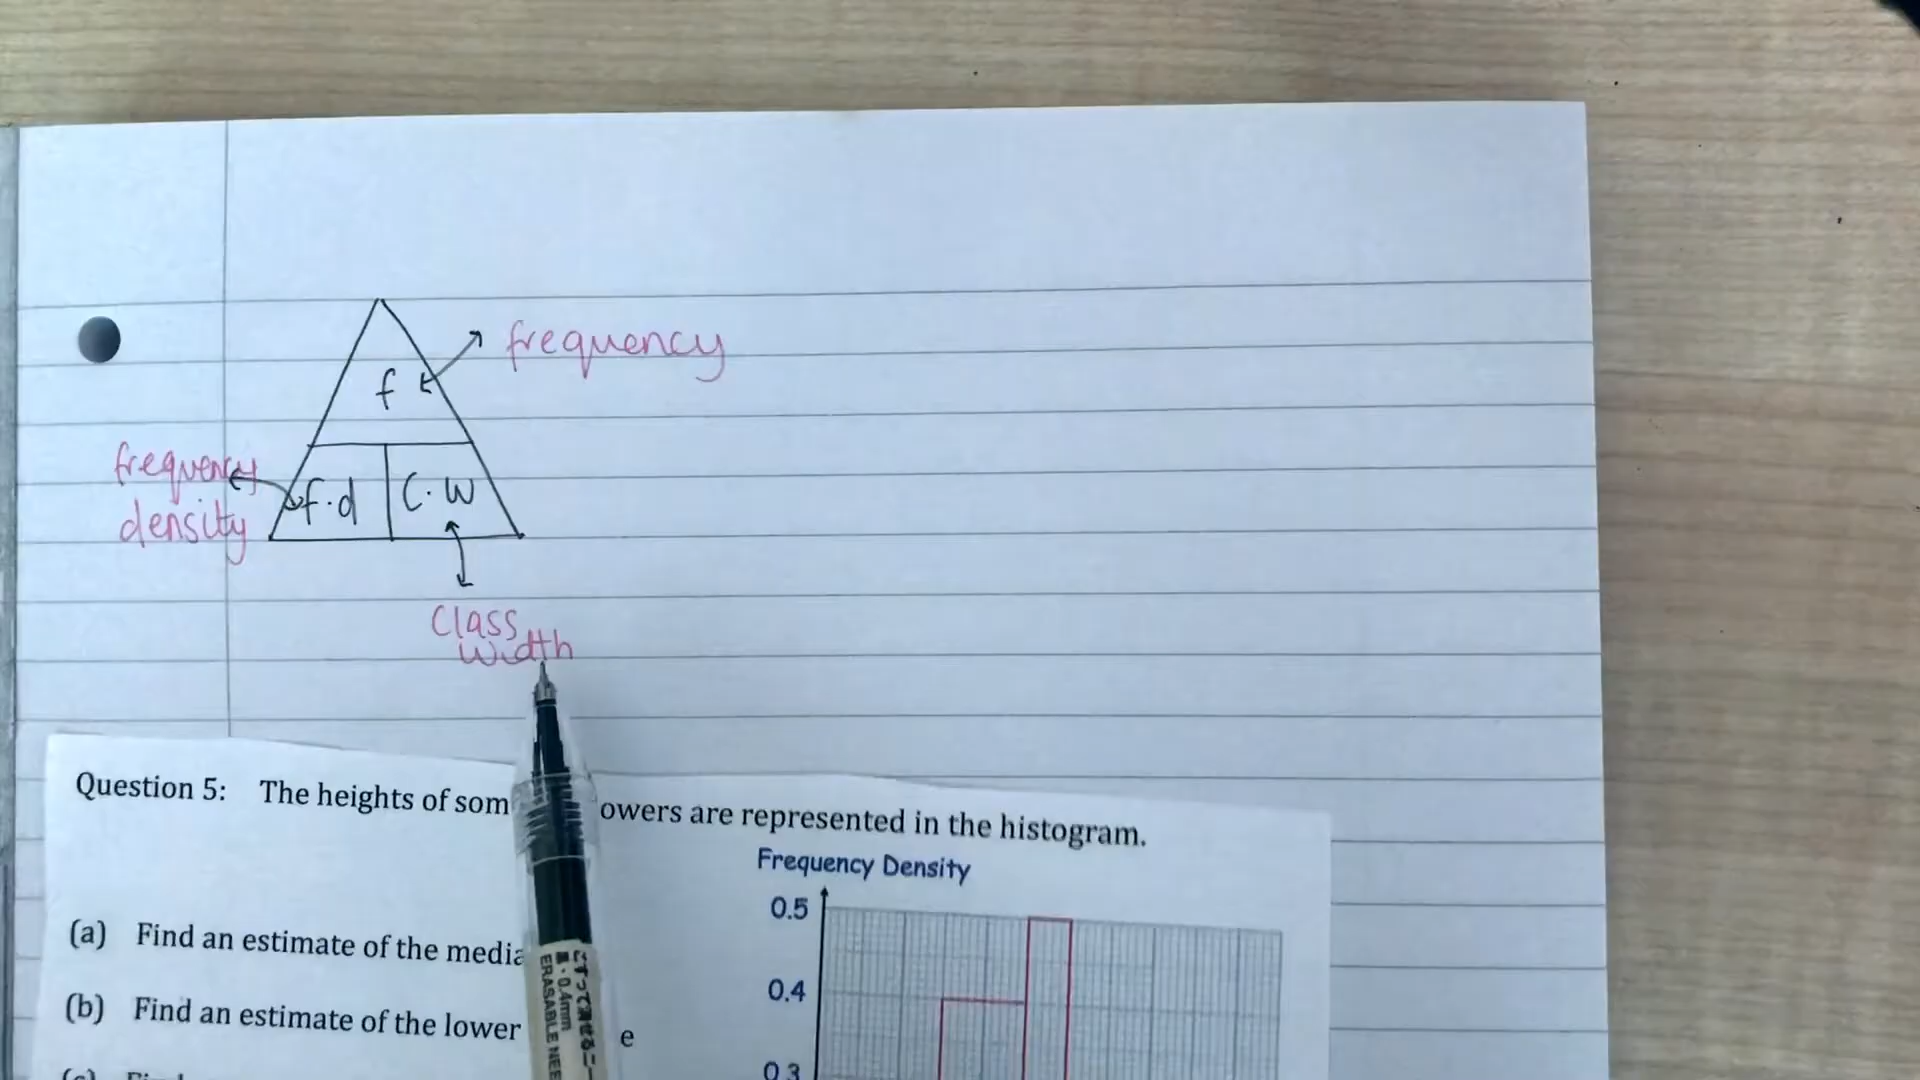 frequency
f
frequency
density
f.d
C.W
Class
Width
Question 5: The heights of som owers are represented in the histogram.
Frequency Density
0.5
(a) Find an estimate of the media
0.4
(b) Find an estimate of the lower e
0.3
0.4mm
ERASABLE NEE